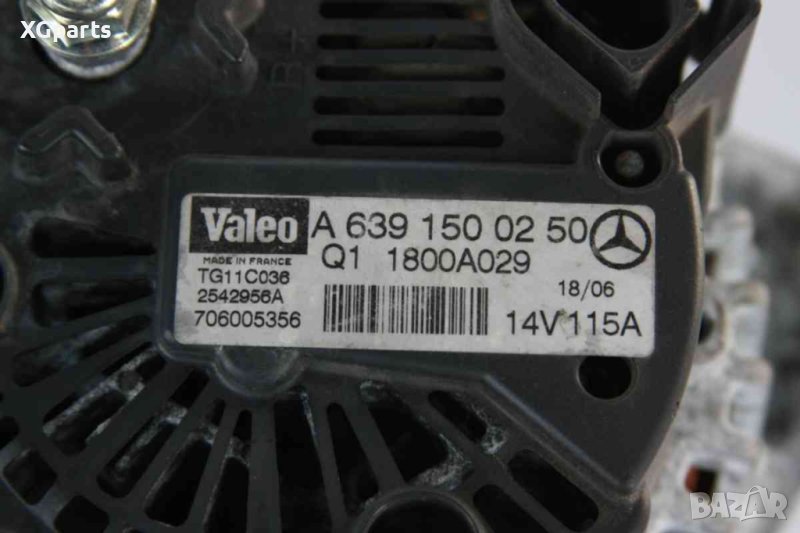 XGparts
B+
Valeo A 639 150 02 50
MADE IN FRANCE
Q1 1800A029
TG11C036
2542956A
18/06
706005356
14V 115A
BAZAR